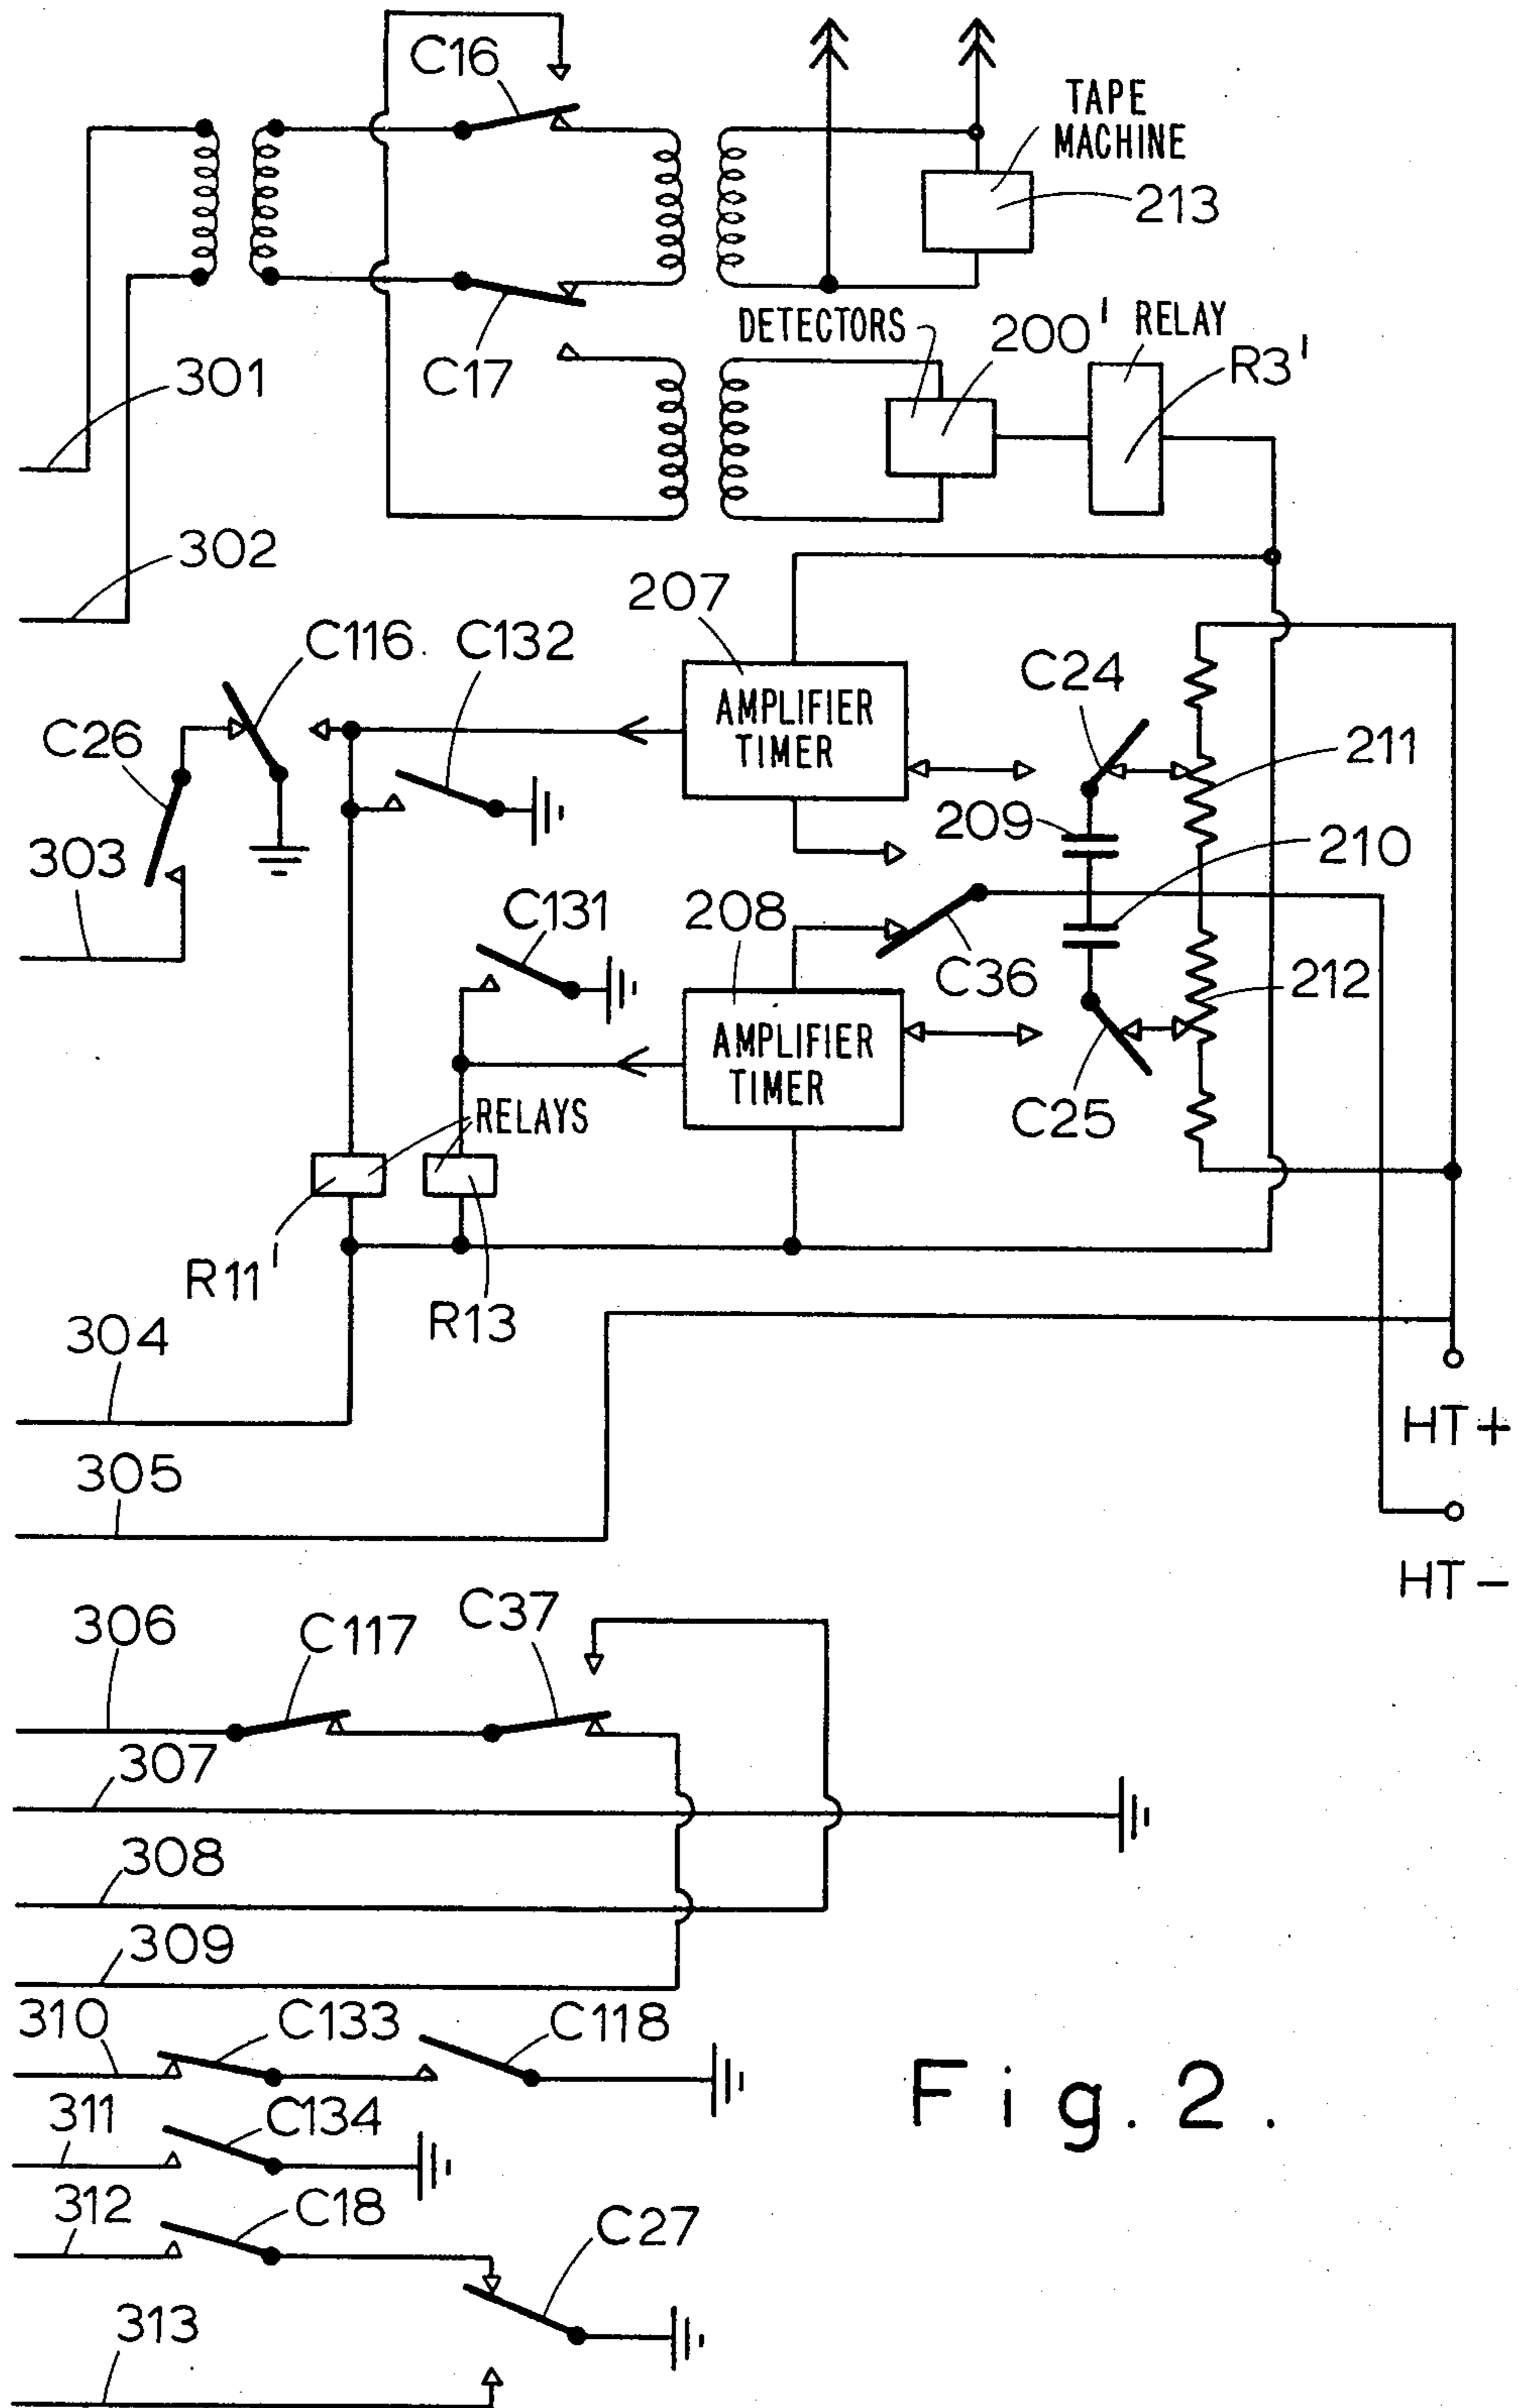 C16
TAPE
MACHINE
213
DETECTORS
200'
RELAY
R3'
C17
301
302
207
C116
C132
C24
C26
AMPLIFIER
TIMER
211
209
210
303
C131
208
C36
212
AMPLIFIER
TIMER
C25
RELAYS
R11'
R13
304
HT+
305
HT-
306
C117
C37
307
308
309
310
C133
C118
311
C134
312
C18
C27
313
Fig. 2.